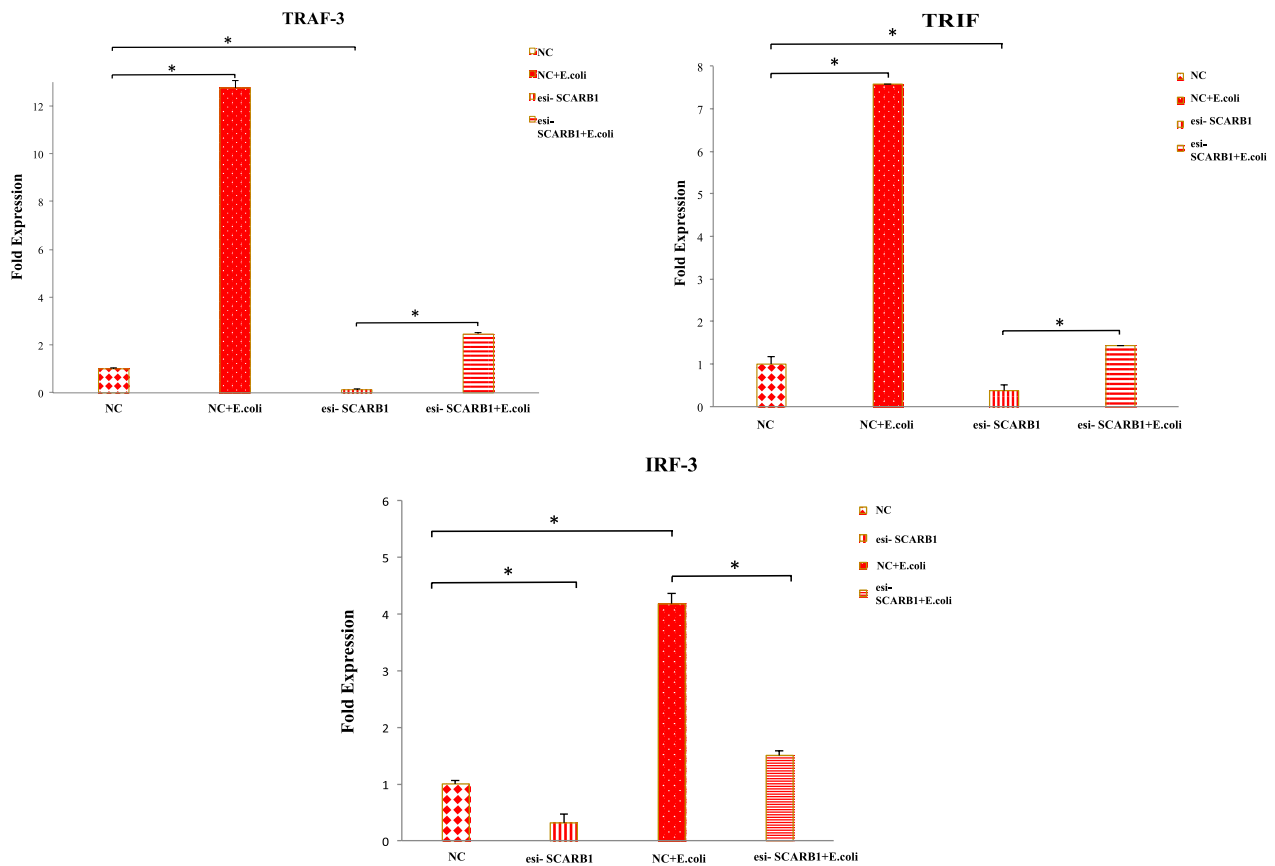 TRAF-3
*
*
*
Fold Expression
12
10
8
6
4
2
0
NC
NC+E.coli
esi- SCARB1
esi- SCARB1+E.coli
NC
NC+E.coli
esi- SCARB1
esi-
SCARB1+E.coli
TRIF
*
*
*
Fold Expression
8
7
6
5
4
3
2
1
0
NC
NC+E.coli
esi- SCARB1
esi- SCARB1+E.coli
NC
NC+E.coli
esi- SCARB1
esi-
SCARB1+E.coli
IRF-3
*
*
*
Fold Expression
6
5
4
3
2
1
0
NC
esi- SCARB1
NC+E.coli
esi- SCARB1+E.coli
NC
esi- SCARB1
NC+E.coli
esi-
SCARB1+E.coli